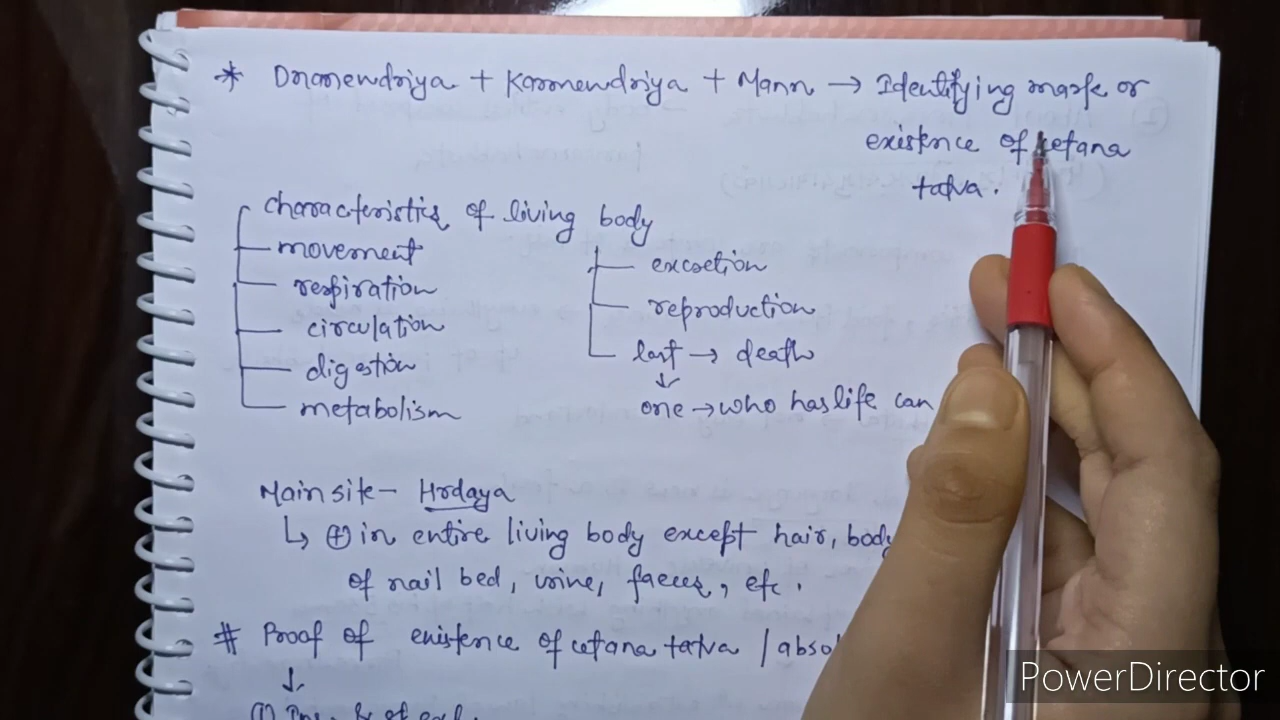 * Dnanendriya + Karmendriya + Mann → Identifying mark or
existence of cetana
tatva.
characteristics of living body
movement
respiration
circulation
digestion
metabolism
excretion
reproduction
last → death
one → who has life can
Main site - Hrdaya
↳ ⊕ in entire living body except hair, body
of nail bed, urine, faeces, etc.
# Proof of existence of cetana tatva /
PowerDirector